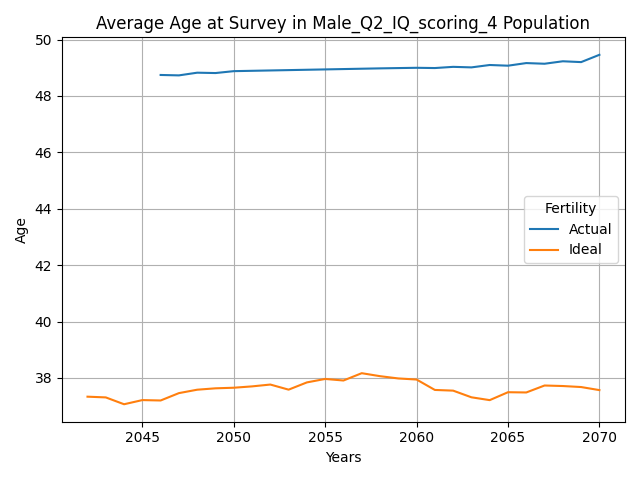 Average Age at Survey in Male_Q2_IQ_scoring_4 Population
50
48
46
44
42
40
38
Age
Fertility
Actual
Ideal
2045
2050
2055
2060
2065
2070
Years